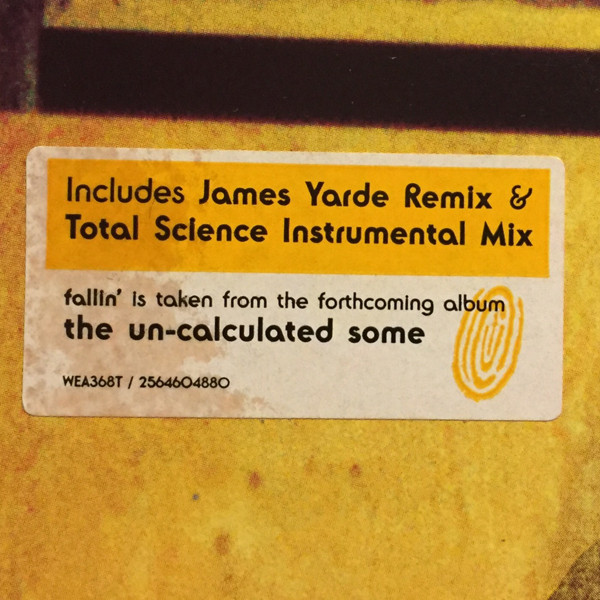 Includes James Yarde Remix &
Total Science Instrumental Mix
fallin' is taken from the forthcoming album
the un-calculated some
WEA368T / 2564604880